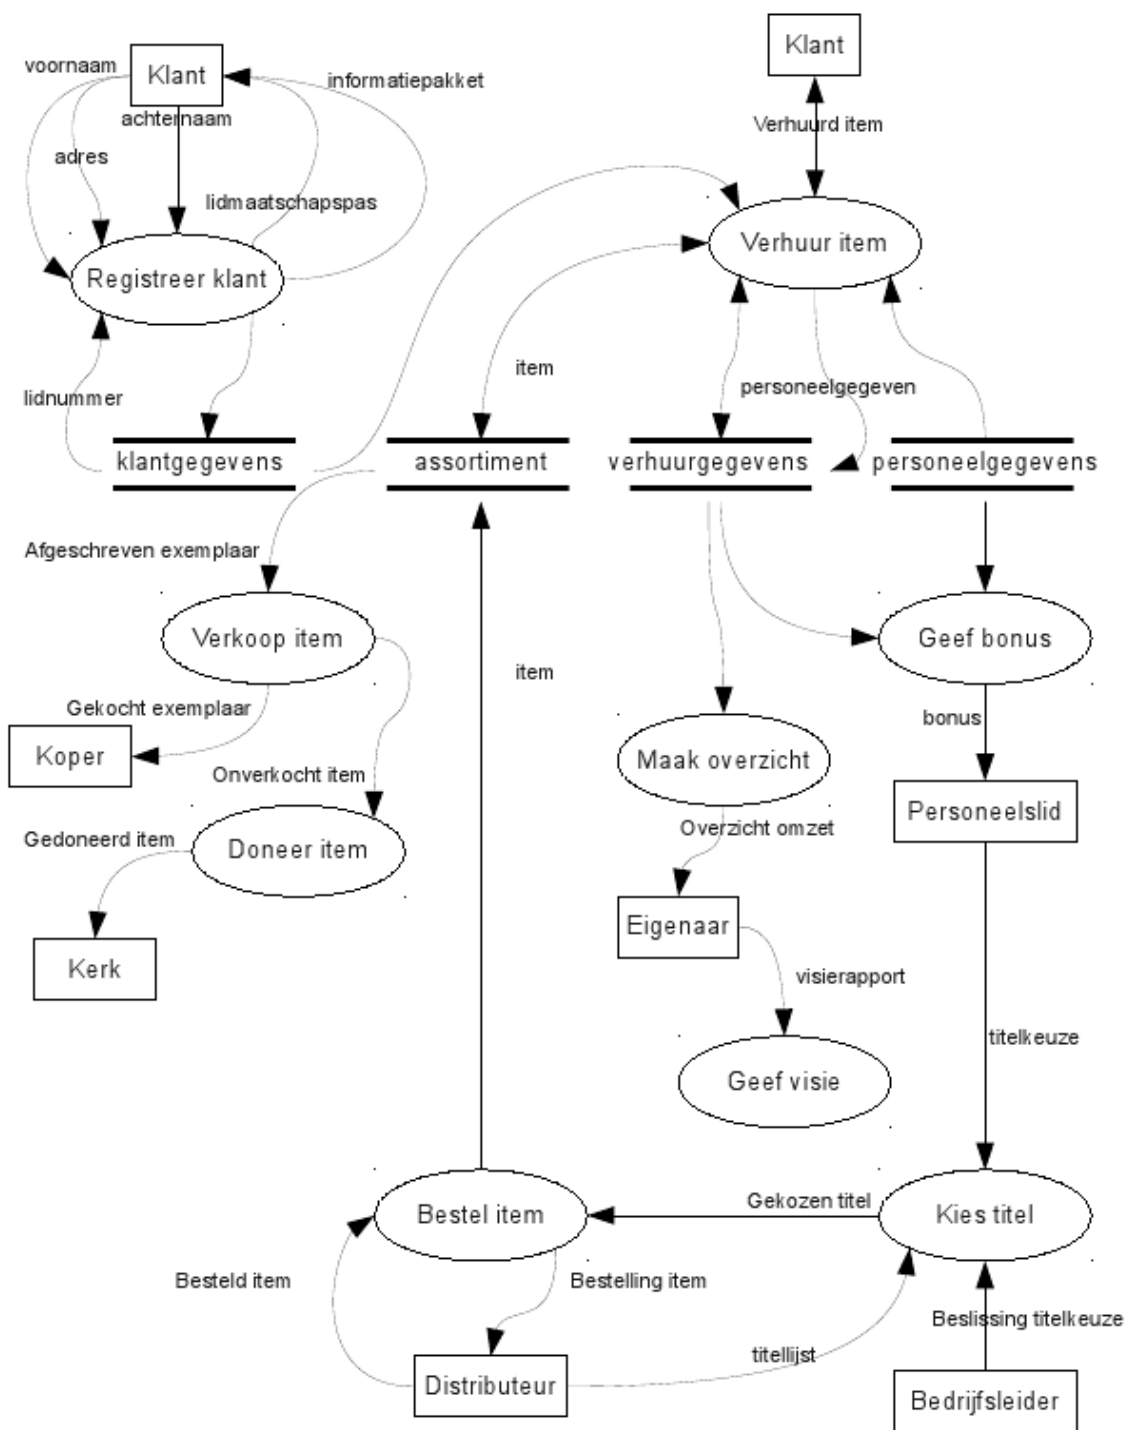 Klant
voornaam
Klant
informatiepakket
achternaam
Verhuurd item
adres
lidmaatschapspas
Verhuur item
Registreer klant
item
personeelgegeven
lidnummer
klantgegevens
assortiment
verhuurgegevens
personeelgegevens
Afgeschreven exemplaar
Verkoop item
Geef bonus
item
Gekocht exemplaar
bonus
Koper
Maak overzicht
Onverkocht item
Personeelslid
Overzicht omzet
Gedoneerd item
Doneer item
Eigenaar
Kerk
visierapport
titelkeuze
Geef visie
Gekozen titel
Bestel item
Kies titel
Besteld item
Bestelling item
Beslissing titelkeuze
titellijst
Distributeur
Bedrijfsleider